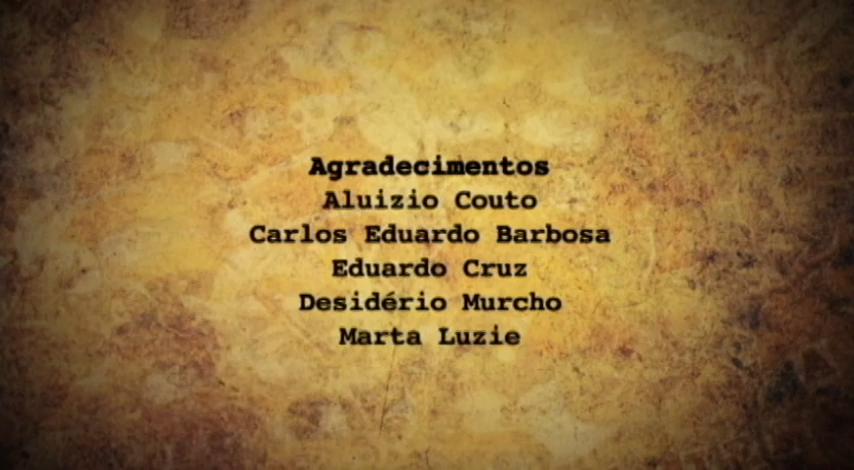 Agradecimentos
Aluizio Couto
Carlos Eduardo Barbosa
Eduardo Cruz
Desidério Murcho
Marta Luzie